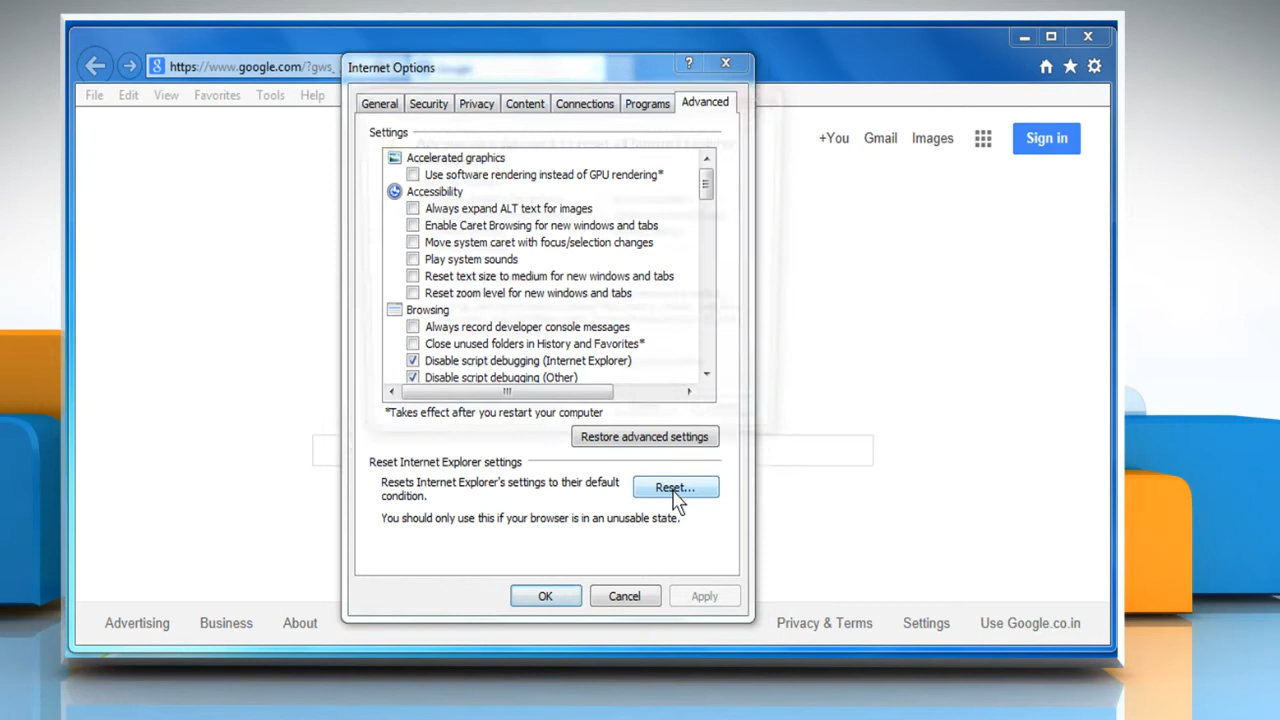 https://www.google.com/?gws_
Internet Options
File Edit View Favorites Tools Help
General Security Privacy Content Connections Programs Advanced
+You Gmail Images Sign in
Settings
Accelerated graphics
Use software rendering instead of GPU rendering*
Accessibility
Always expand ALT text for images
Enable Caret Browsing for new windows and tabs
Move system caret with focus/selection changes
Play system sounds
Reset text size to medium for new windows and tabs
Reset zoom level for new windows and tabs
Browsing
Always record developer console messages
Close unused folders in History and Favorites*
Disable script debugging (Internet Explorer)
Disable script debugging (Other)
*Takes effect after you restart your computer
Restore advanced settings
Reset Internet Explorer settings
Resets Internet Explorer's settings to their default
condition.
Reset...
You should only use this if your browser is in an unusable state.
OK Cancel Apply
Advertising Business About Privacy & Terms Settings Use Google.co.in